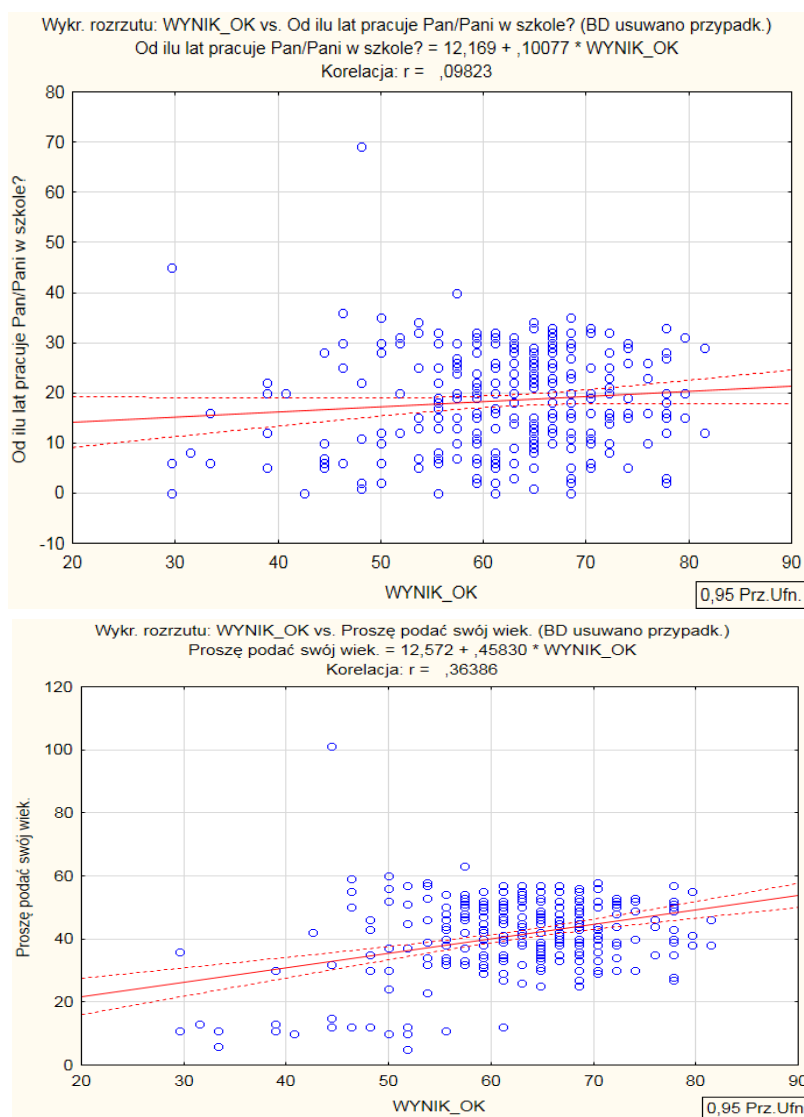 Wykr. rozrzutu: WYNIK_OK vs. Od ilu lat pracuje Pan/Pani w szkole? (BD usuwano przypadk.)
Od ilu lat pracuje Pan/Pani w szkole? = 12,169 + ,10077 * WYNIK_OK
Korelacja: r = ,09823
Od ilu lat pracuje Pan/Pani w szkole?
80
70
60
50
40
30
20
10
0
-10
20 30 40 50 60 70 80 90
WYNIK_OK
0,95 Prz.Ufn.
Wykr. rozrzutu: WYNIK_OK vs. Proszę podać swój wiek. (BD usuwano przypadk.)
Proszę podać swój wiek. = 12,572 + ,45830 * WYNIK_OK
Korelacja: r = ,36386
Proszę podać swój wiek.
120
100
80
60
40
20
0
20 30 40 50 60 70 80 90
WYNIK_OK
0,95 Prz.Ufn.